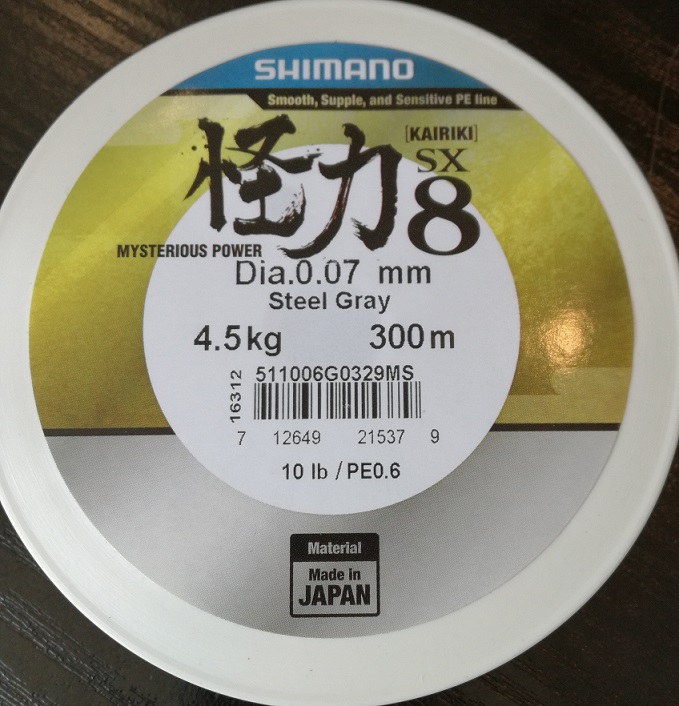 SHIMANO
Smooth, Supple, and Sensitive PE line
怪力
[KAIRIKI]
SX
8
MYSTERIOUS POWER
Dia.0.07 mm
Steel Gray
4.5kg 300m
16312
511006G0329MS
7 12649 21537 9
10 lb / PE0.6
Material
Made in
JAPAN